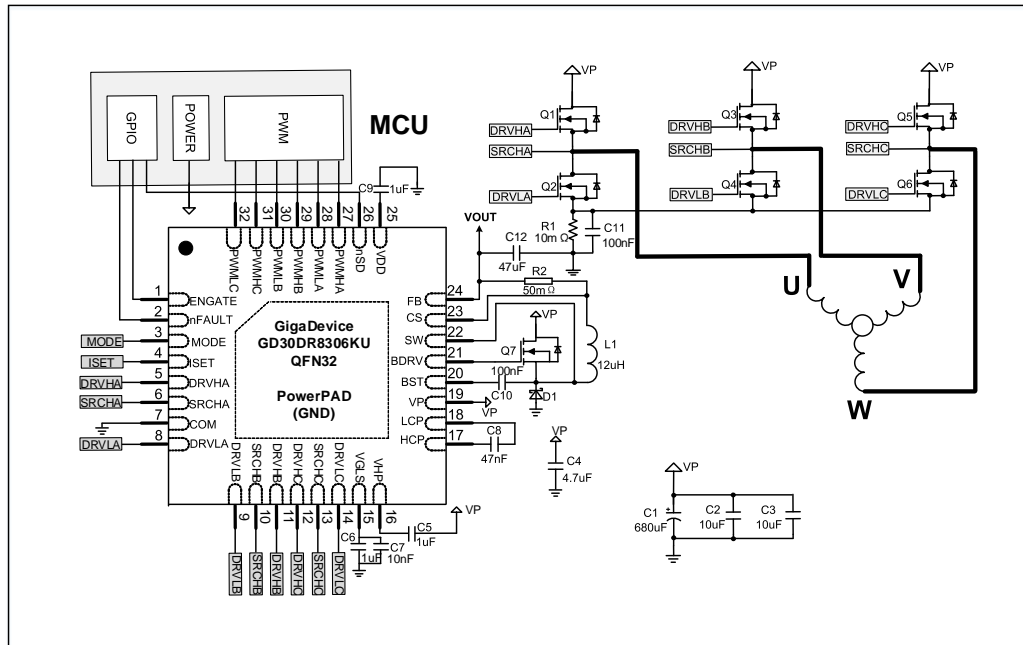 GPIO
POWER
PWM
MCU
C9
1uF
32
31
30
29
28
27
26
25
PWMLC
PWMHC
PWMLB
PWMHB
PWMLA
PWMHA
nSD
VDD
1
ENGATE
2
nFAULT
MODE
3
MODE
ISET
4
ISET
DRVHA
5
DRVHA
SRCHA
6
SRCHA
7
COM
DRVLA
8
DRVLA
GigaDevice
GD30DR8306KU
QFN32
PowerPAD
(GND)
FB
24
CS
23
SW
22
BDRV
21
BST
20
VP
19
LCP
18
HCP
17
DRVLB
SRCHB
DRVHB
DRVHC
SRCHC
DRVLC
VGLS
VHP
9
10
11
12
13
14
15
16
DRVLB
SRCHB
DRVHB
DRVHC
SRCHC
DRVLC
C6
1uF
C7
10nF
C5
1uF
VP
VOUT
C12
47uF
R2
50mΩ
L1
12uH
VP
Q7
100nF
C10
D1
VP
C8
47nF
VP
C4
4.7uF
VP
Q1
DRVHA
SRCHA
Q2
DRVLA
R1
10mΩ
C11
100nF
VP
Q3
DRVHB
SRCHB
Q4
DRVLB
VP
Q5
DRVHC
SRCHC
Q6
DRVLC
U
V
W
VP
C1
680uF
+
C2
10uF
C3
10uF